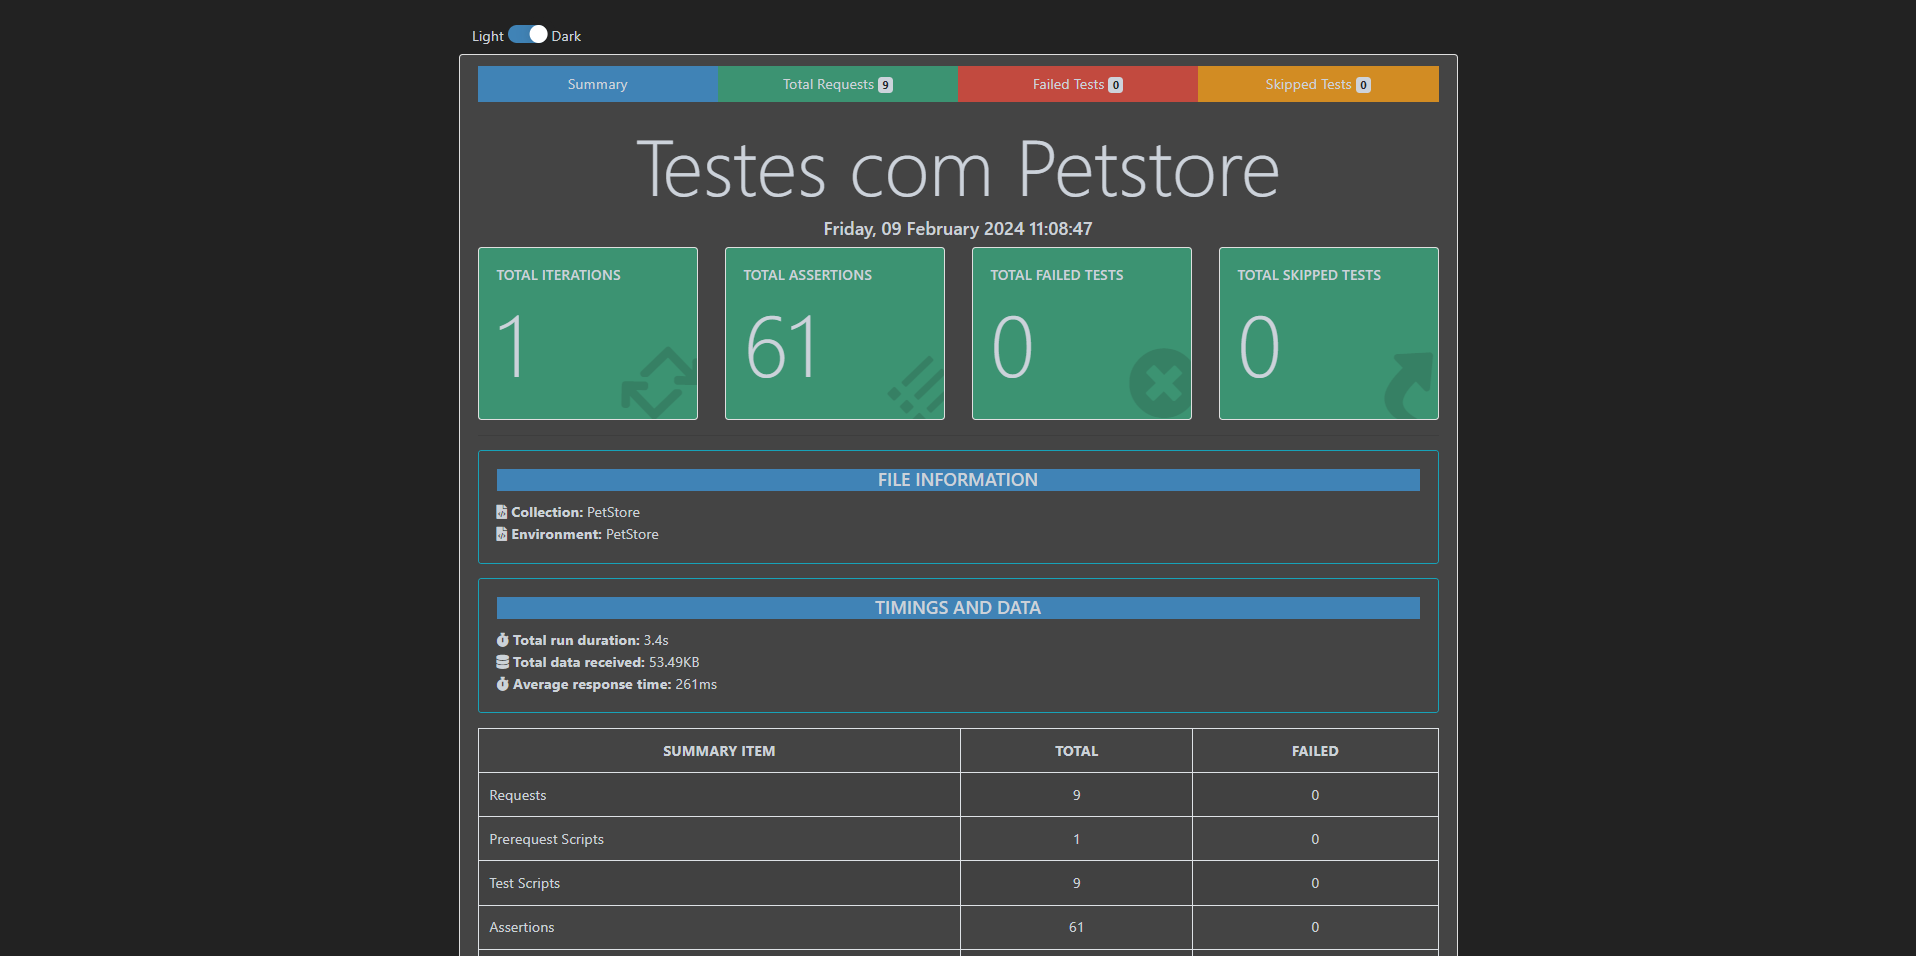 Light Dark
Summary Total Requests 9 Failed Tests 0 Skipped Tests 0
Testes com Petstore
Friday, 09 February 2024 11:08:47
TOTAL ITERATIONS
1
TOTAL ASSERTIONS
61
TOTAL FAILED TESTS
0
TOTAL SKIPPED TESTS
0
FILE INFORMATION
Collection: PetStore
Environment: PetStore
TIMINGS AND DATA
Total run duration: 3.4s
Total data received: 53.49KB
Average response time: 261ms
SUMMARY ITEM TOTAL FAILED
Requests 9 0
Prerequest Scripts 1 0
Test Scripts 9 0
Assertions 61 0